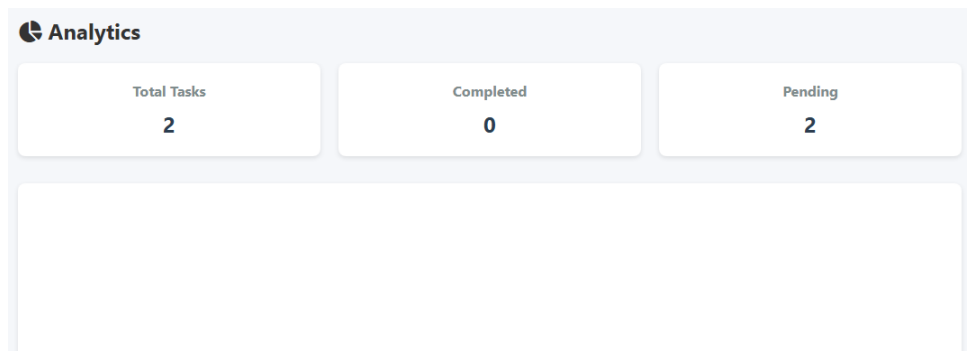 Analytics
Total Tasks
2
Completed
0
Pending
2